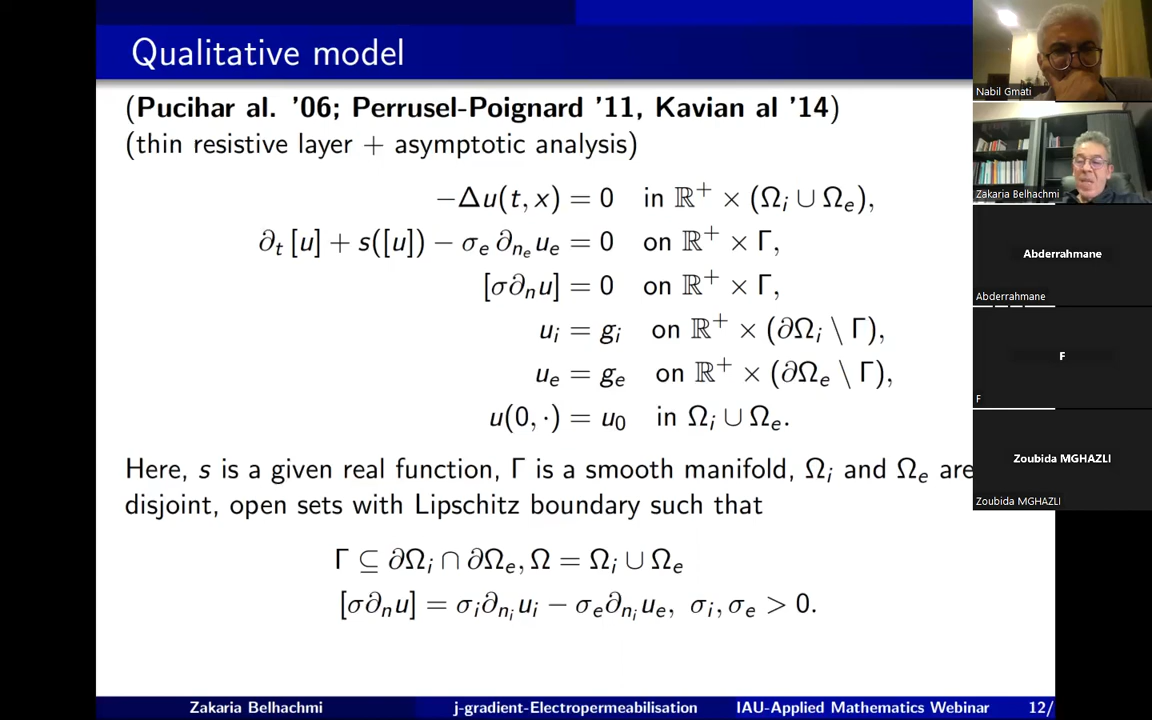 Qualitative model
(Pucihar al. '06; Perrusel-Poignard '11, Kavian al '14)
(thin resistive layer + asymptotic analysis)
−Δu(t, x) = 0 in ℝ⁺ × (Ωᵢ ∪ Ωₑ),
∂ₜ [u] + s([u]) − σₑ ∂ₙₑ uₑ = 0 on ℝ⁺ × Γ,
[σ∂ₙu] = 0 on ℝ⁺ × Γ,
uᵢ = gᵢ on ℝ⁺ × (∂Ωᵢ \ Γ),
uₑ = gₑ on ℝ⁺ × (∂Ωₑ \ Γ),
u(0, ·) = u₀ in Ωᵢ ∪ Ωₑ.
Here, s is a given real function, Γ is a smooth manifold, Ωᵢ and Ωₑ are
disjoint, open sets with Lipschitz boundary such that
Γ ⊆ ∂Ωᵢ ∩ ∂Ωₑ, Ω = Ωᵢ ∪ Ωₑ
[σ∂ₙu] = σᵢ∂ₙᵢuᵢ − σₑ∂ₙᵢuₑ, σᵢ, σₑ > 0.
Zakaria Belhachmi j-gradient-Electropermeabilisation IAU-Applied Mathematics Webinar 12/
Nabil Gmati
Zakaria Belhachmi
Abderrahmane
Abderrahmane
F
F
Zoubida MGHAZLI
Zoubida MGHAZLI